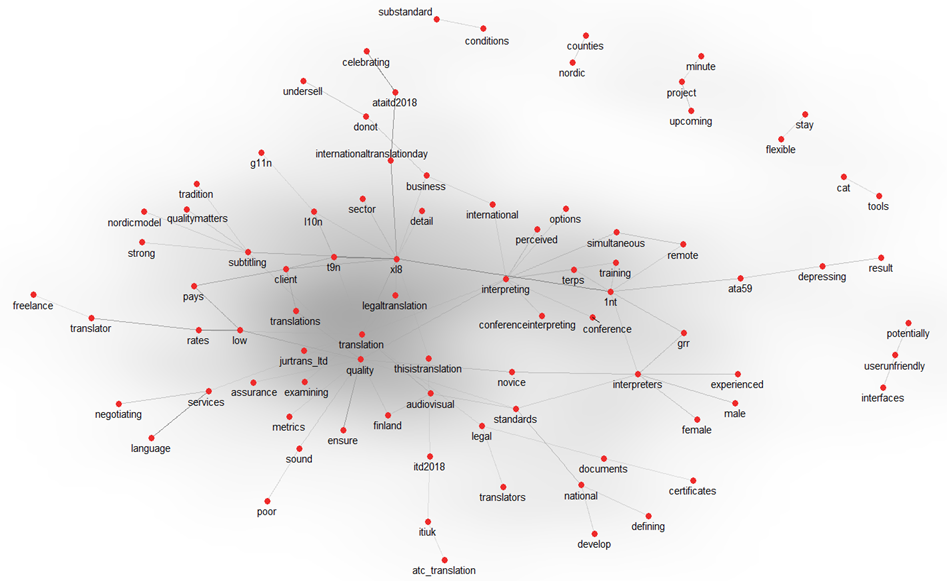 substandard
conditions
counties
nordic
celebrating
minute
project
undersell
ataitd2018
upcoming
donot
stay
flexible
internationaltranslationday
g11n
business
cat
tools
tradition
sector
detail
international
options
nordicmodel
qualitymatters
l10n
perceived
simultaneous
strong
subtitling
t9n
xl8
remote
client
terps
training
ata59
depressing
result
pays
interpreting
1nt
freelance
legaltranslation
translator
translations
conferenceinterpreting
conference
potentially
rates
low
translation
grr
jurtrans_ltd
quality
thisistranslation
userunfriendly
novice
interpreters
experienced
interfaces
services
assurance
examining
audiovisual
negotiating
male
metrics
finland
standards
female
language
ensure
legal
sound
itd2018
documents
certificates
poor
translators
national
itiuk
defining
develop
atc_translation